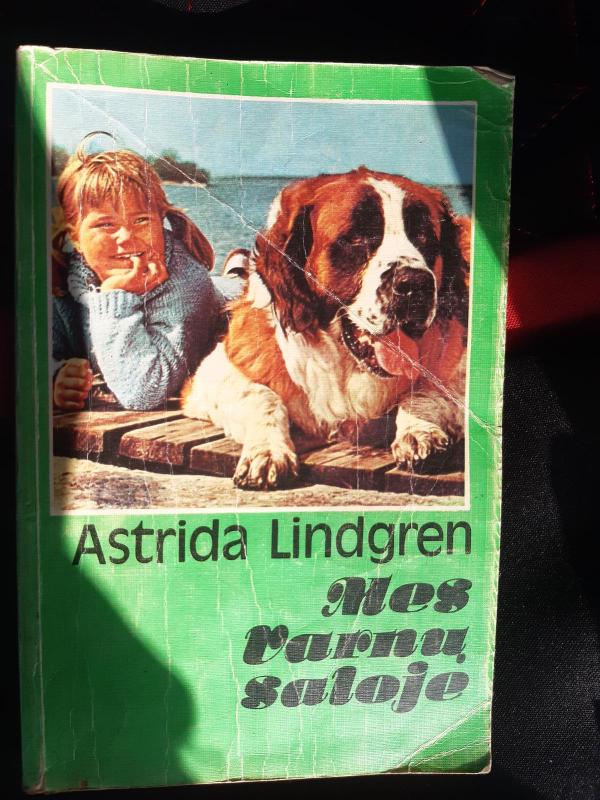 Astrida Lindgren
Mes
Varnų
saloje